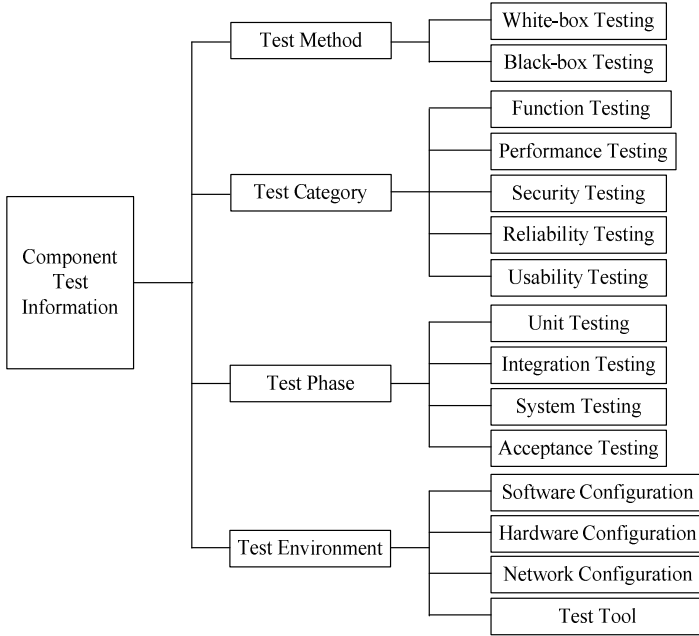 Component
Test
Information
Test Method
White-box Testing
Black-box Testing
Test Category
Function Testing
Performance Testing
Security Testing
Reliability Testing
Usability Testing
Test Phase
Unit Testing
Integration Testing
System Testing
Acceptance Testing
Test Environment
Software Configuration
Hardware Configuration
Network Configuration
Test Tool